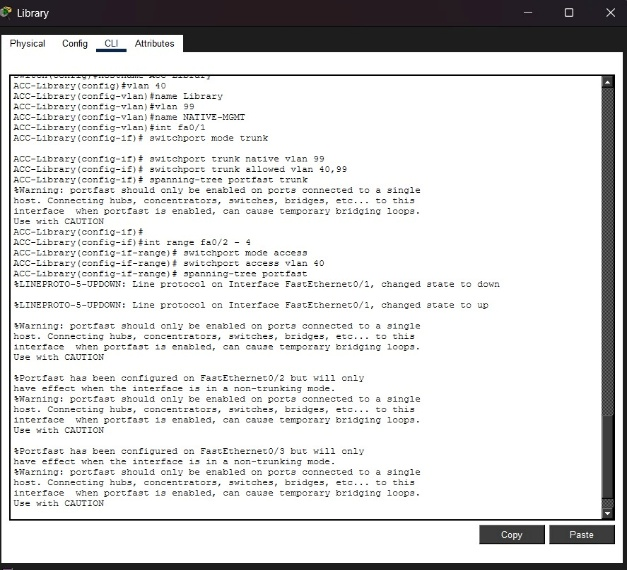 Library
Physical Config CLI Attributes
ACC-Library(config)#vlan 40
ACC-Library(config-vlan)#name Library
ACC-Library(config-vlan)#vlan 99
ACC-Library(config-vlan)#name NATIVE-MGMT
ACC-Library(config-vlan)#int fa0/1
ACC-Library(config-if)# switchport mode trunk
ACC-Library(config-if)# switchport trunk native vlan 99
ACC-Library(config-if)# switchport trunk allowed vlan 40,99
ACC-Library(config-if)# spanning-tree portfast trunk
%Warning: portfast should only be enabled on ports connected to a single
host. Connecting hubs, concentrators, switches, bridges, etc... to this
interface  when portfast is enabled, can cause temporary bridging loops.
Use with CAUTION
ACC-Library(config-if)#
ACC-Library(config-if)#int range fa0/2 - 4
ACC-Library(config-if-range)# switchport mode access
ACC-Library(config-if-range)# switchport access vlan 40
ACC-Library(config-if-range)# spanning-tree portfast
%LINEPROTO-5-UPDOWN: Line protocol on Interface FastEthernet0/1, changed state to down
%LINEPROTO-5-UPDOWN: Line protocol on Interface FastEthernet0/1, changed state to up
%Warning: portfast should only be enabled on ports connected to a single
host. Connecting hubs, concentrators, switches, bridges, etc... to this
interface  when portfast is enabled, can cause temporary bridging loops.
Use with CAUTION
%Portfast has been configured on FastEthernet0/2 but will only
have effect when the interface is in a non-trunking mode.
%Warning: portfast should only be enabled on ports connected to a single
host. Connecting hubs, concentrators, switches, bridges, etc... to this
interface  when portfast is enabled, can cause temporary bridging loops.
Use with CAUTION
%Portfast has been configured on FastEthernet0/3 but will only
have effect when the interface is in a non-trunking mode.
%Warning: portfast should only be enabled on ports connected to a single
host. Connecting hubs, concentrators, switches, bridges, etc... to this
interface  when portfast is enabled, can cause temporary bridging loops.
Use with CAUTION
Copy Paste